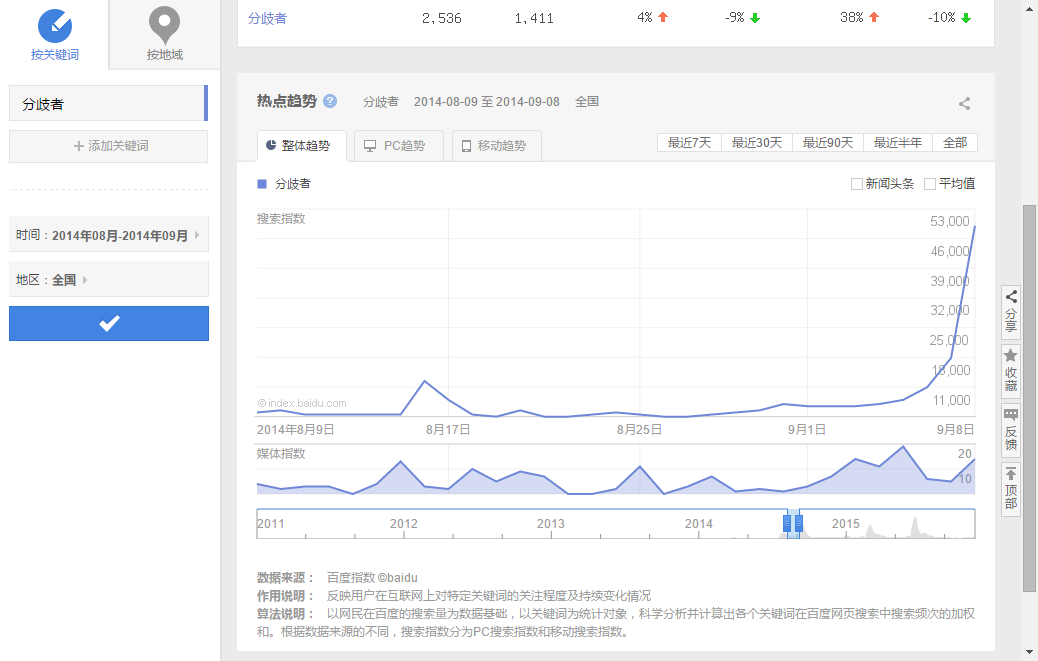 按关键词
按地域
分歧者
添加关键词
时间：2014年08月-2014年09月
地区：全国
分歧者 2,536 1,411 4% -9% 38% -10%
热点趋势 ? 分歧者 2014-08-09 至 2014-09-08 全国
整体趋势 PC趋势 移动趋势 最近7天 最近30天 最近90天 最近半年 全部
分歧者 新闻头条 平均值
搜索指数
53,000
46,000
39,000
32,000
25,000
18,000
11,000
©index.baidu.com
2014年8月9日 8月17日 8月25日 9月1日 9月8日
媒体指数
20
10
2011 2012 2013 2014 2015
数据来源： 百度指数 ©baidu
作用说明： 反映用户在互联网上对特定关键词的关注程度及持续变化情况
算法说明： 以网民在百度的搜索量为数据基础，以关键词为统计对象，科学分析并计算出各个关键词在百度网页搜索中搜索频次的加权
和。根据数据来源的不同，搜索指数分为PC搜索指数和移动搜索指数。
分享
收藏
反馈
顶部